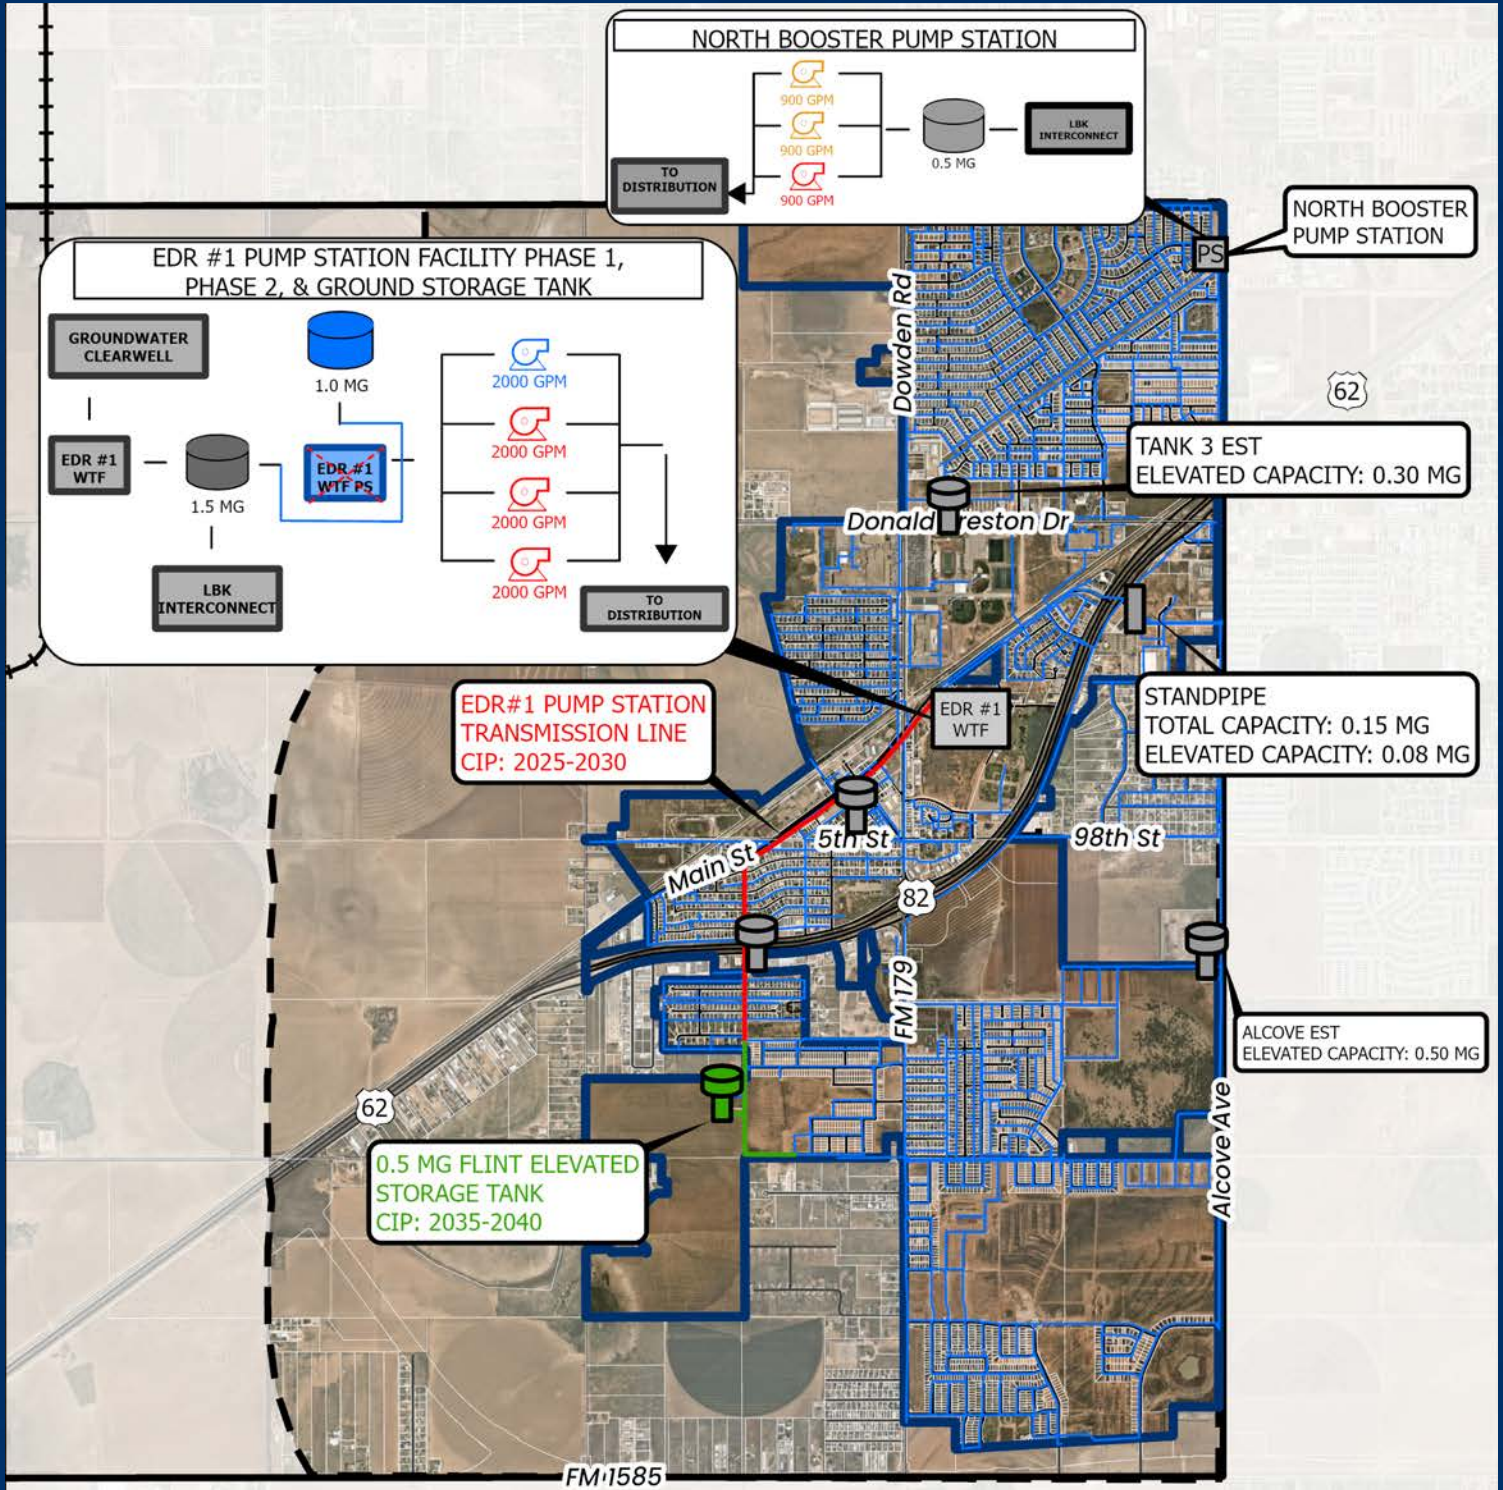 NORTH BOOSTER PUMP STATION
900 GPM
900 GPM
900 GPM
0.5 MG
LBK
INTERCONNECT
TO
DISTRIBUTION
NORTH BOOSTER
PUMP STATION
PS
EDR #1 PUMP STATION FACILITY PHASE 1,
PHASE 2, & GROUND STORAGE TANK
GROUNDWATER
CLEARWELL
1.0 MG
2000 GPM
2000 GPM
2000 GPM
2000 GPM
EDR #1
WTF
1.5 MG
EDR #1
WTF PS
LBK
INTERCONNECT
TO
DISTRIBUTION
Dowden Rd
62
TANK 3 EST
ELEVATED CAPACITY: 0.30 MG
Donald Preston Dr
STANDPIPE
TOTAL CAPACITY: 0.15 MG
ELEVATED CAPACITY: 0.08 MG
EDR#1 PUMP STATION
TRANSMISSION LINE
CIP: 2025-2030
EDR #1
WTF
5th St
98th St
Main St
82
FM 179
ALCOVE EST
ELEVATED CAPACITY: 0.50 MG
62
Alcove Ave
0.5 MG FLINT ELEVATED
STORAGE TANK
CIP: 2035-2040
FM 1585